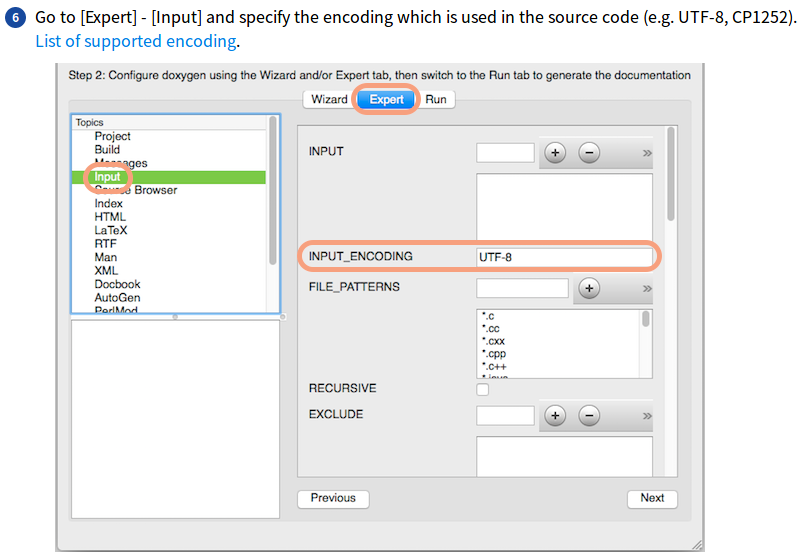 6 Go to [Expert] - [Input] and specify the encoding which is used in the source code (e.g. UTF-8, CP1252).
List of supported encoding.
Step 2: Configure doxygen using the Wizard and/or Expert tab, then switch to the Run tab to generate the documentation
Wizard Expert Run
Topics
Project
Build
Messages
Input
Source Browser
Index
HTML
LaTeX
RTF
Man
XML
Docbook
AutoGen
PerlMod
INPUT
INPUT_ENCODING UTF-8
FILE_PATTERNS
*.c
*.cc
*.cxx
*.cpp
*.c++
*.java
RECURSIVE
EXCLUDE
Previous Next